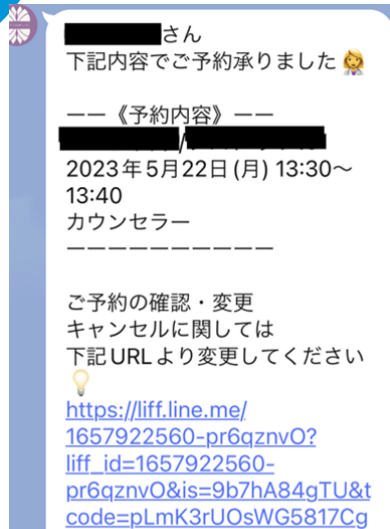 さん
下記内容でご予約承りました👩‍⚕️
ーー《予約内容》ーー
/
2023年5月22日(月) 13:30～
13:40
カウンセラー
ーーーーーーーーーー
ご予約の確認・変更
キャンセルに関しては
下記URLより変更してください
💡
https://liff.line.me/
1657922560-pr6qznvO?
liff_id=1657922560-
pr6qznvO&is=9b7hA84gTU&t
code=pLmK3rUOsWG5817Cg